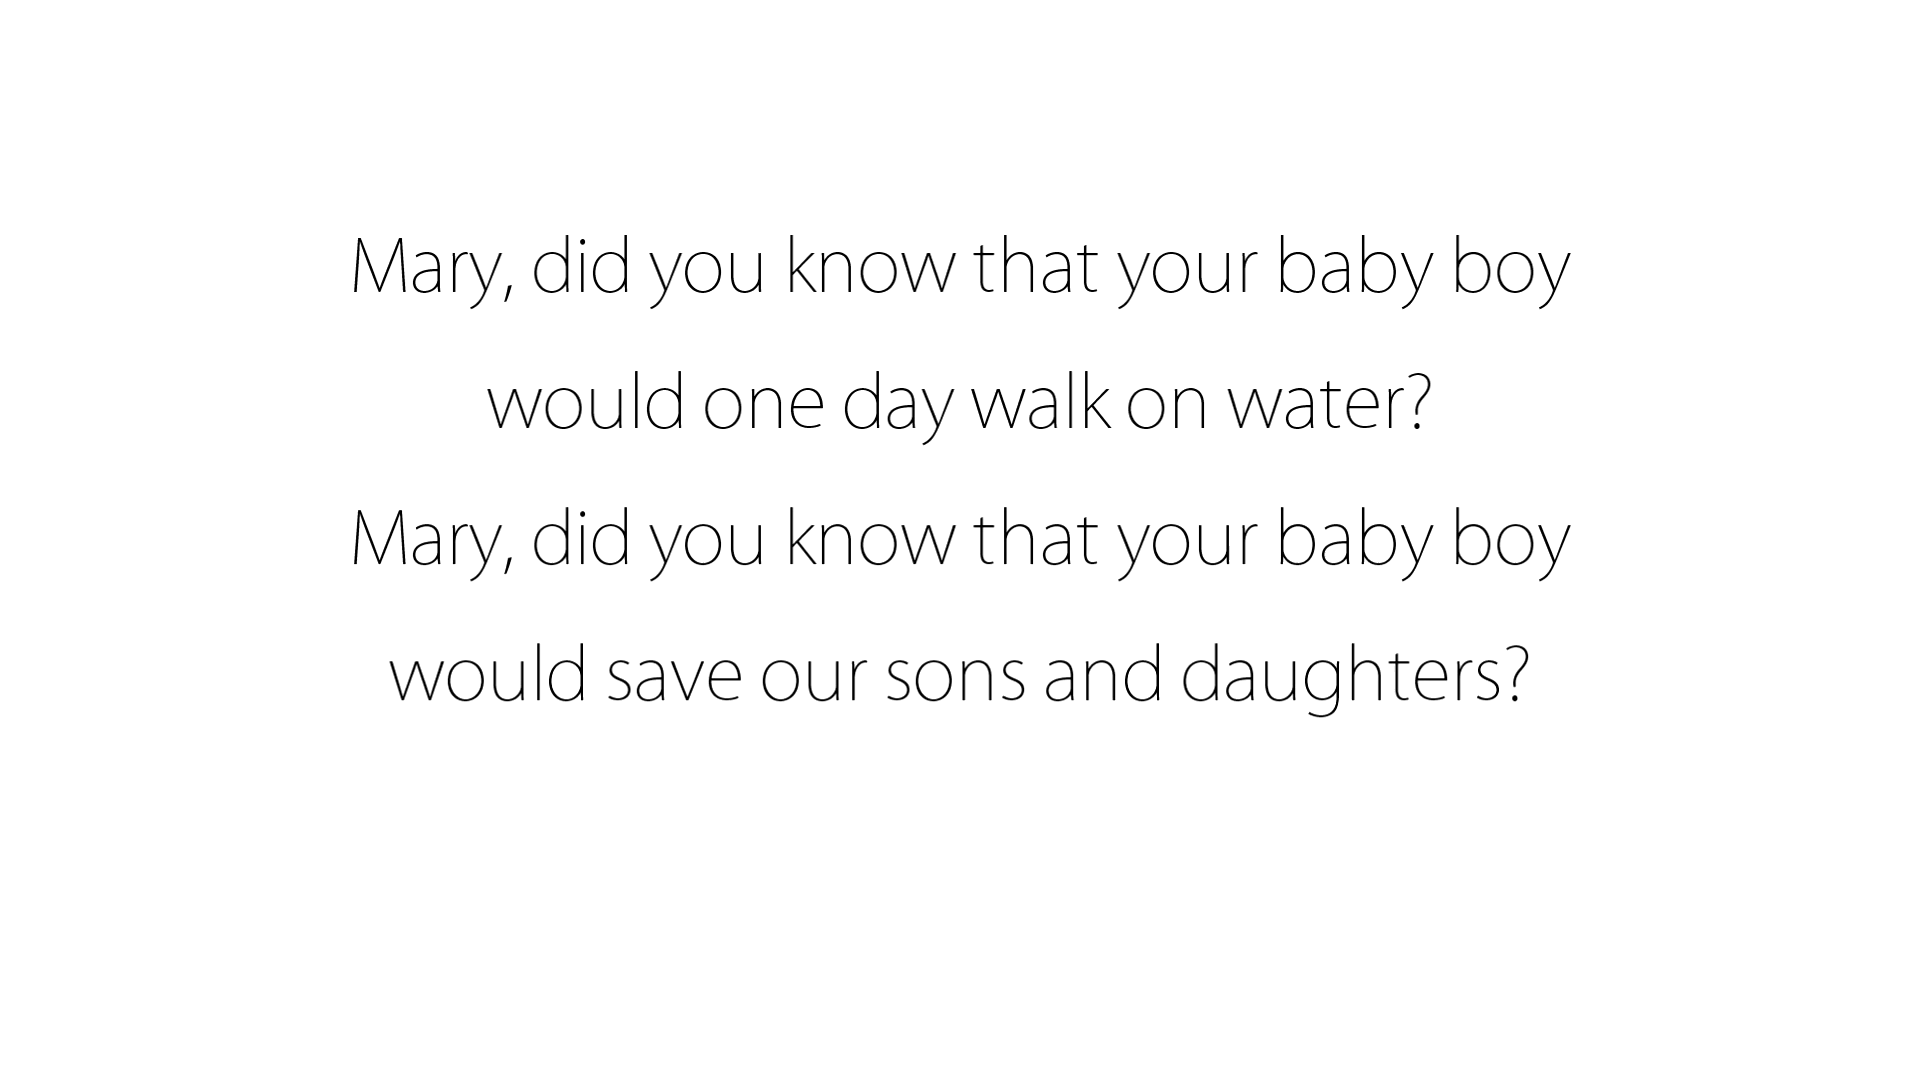 Mary, did you know that your baby boy
would one day walk on water?
Mary, did you know that your baby boy
would save our sons and daughters?